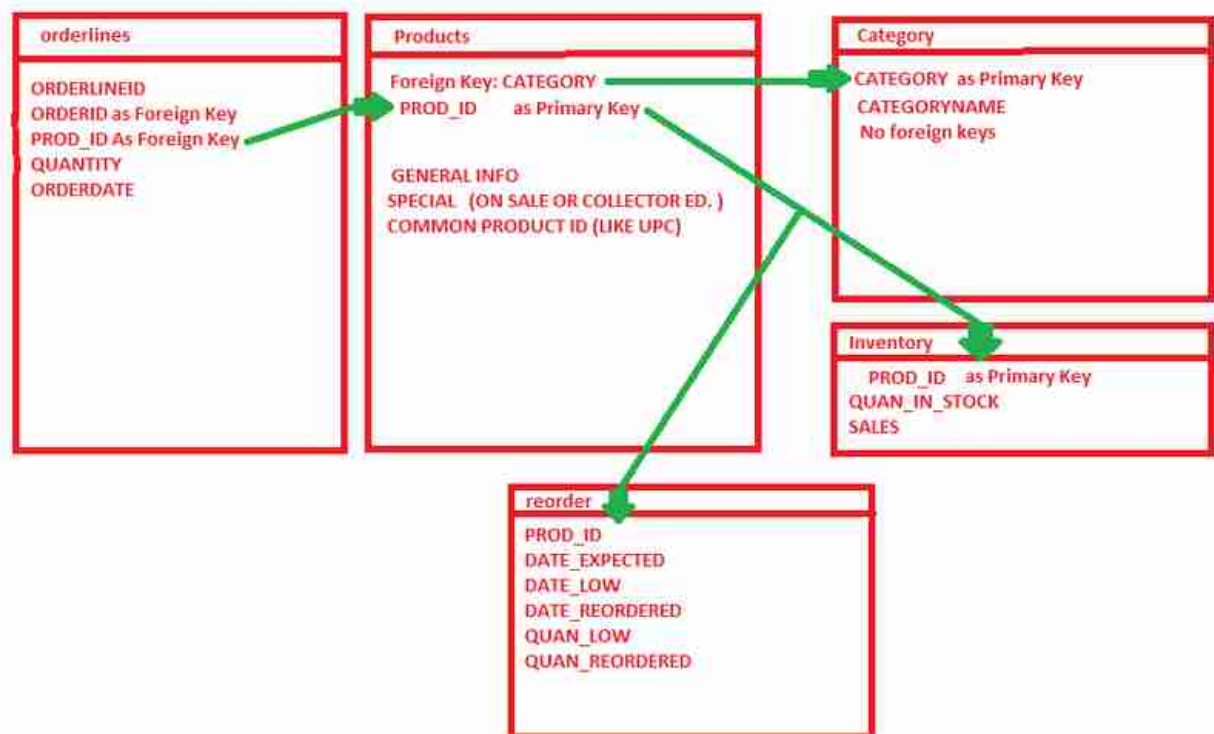 orderlines
ORDERLINEID
ORDERID as Foreign Key
PROD_ID As Foreign Key
QUANTITY
ORDERDATE
Products
Foreign Key: CATEGORY
PROD_ID as Primary Key
GENERAL INFO
SPECIAL (ON SALE OR COLLECTOR ED. )
COMMON PRODUCT ID (LIKE UPC)
Category
CATEGORY as Primary Key
CATEGORYNAME
No foreign keys
Inventory
PROD_ID as Primary Key
QUAN_IN_STOCK
SALES
reorder
PROD_ID
DATE_EXPECTED
DATE_LOW
DATE_REORDERED
QUAN_LOW
QUAN_REORDERED